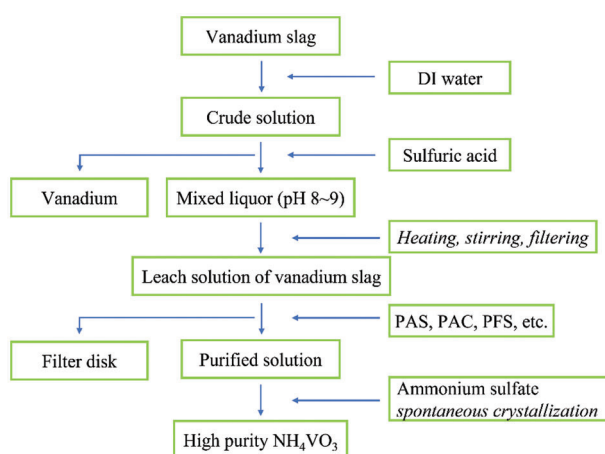 Vanadium slag
DI water
Crude solution
Sulfuric acid
Vanadium
Mixed liquor (pH 8~9)
Heating, stirring, filtering
Leach solution of vanadium slag
PAS, PAC, PFS, etc.
Filter disk
Purified solution
Ammonium sulfate
spontaneous crystallization
High purity NH₄VO₃